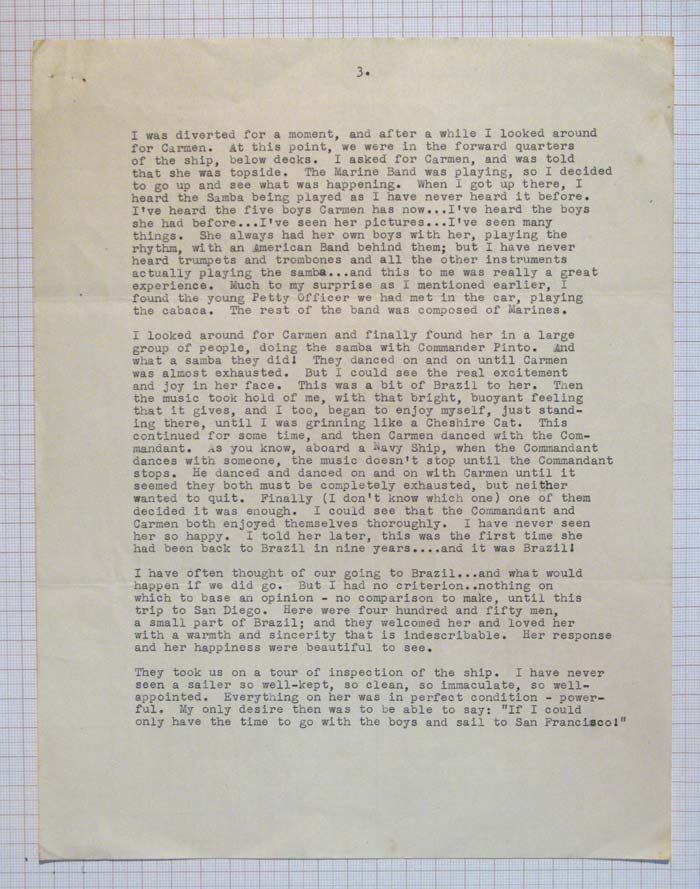 3.
I was diverted for a moment, and after a while I looked around
for Carmen.  At this point, we were in the forward quarters
of the ship, below decks.  I asked for Carmen, and was told
that she was topside.  The Marine Band was playing, so I decided
to go up and see what was happening.  When I got up there, I
heard the Samba being played as I have never heard it before.
I've heard the five boys Carmen has now...I've heard the boys
she had before...I've seen her pictures...I've seen many
things.  She always had her own boys with her, playing the
rhythm, with an American Band behind them; but I have never
heard trumpets and trombones and all the other instruments
actually playing the samba...and this to me was really a great
experience.  Much to my surprise as I mentioned earlier, I
found the young Petty Officer we had met in the car, playing
the cabaca.  The rest of the band was composed of Marines.
I looked around for Carmen and finally found her in a large
group of people, doing the samba with Commander Pinto.  And
what a samba they did!  They danced on and on until Carmen
was almost exhausted.  But I could see the real excitement
and joy in her face.  This was a bit of Brazil to her.  Then
the music took hold of me, with that bright, buoyant feeling
that it gives, and I too, began to enjoy myself, just stand-
ing there, until I was grinning like a Cheshire Cat.  This
continued for some time, and then Carmen danced with the Com-
mandant.  As you know, aboard a Navy Ship, when the Commandant
dances with someone, the music doesn't stop until the Commandant
stops.  He danced and danced on and on with Carmen until it
seemed they both must be completely exhausted, but neither
wanted to quit.  Finally (I don't know which one) one of them
decided it was enough.  I could see that the Commandant and
Carmen both enjoyed themselves thoroughly.  I have never seen
her so happy.  I told her later, this was the first time she
had been back to Brazil in nine years....and it was Brazil!
I have often thought of our going to Brazil...and what would
happen if we did go.  But I had no criterion..nothing on
which to base an opinion - no comparison to make, until this
trip to San Diego.  Here were four hundred and fifty men,
a small part of Brazil; and they welcomed her and loved her
with a warmth and sincerity that is indescribable.  Her response
and her happiness were beautiful to see.
They took us on a tour of inspection of the ship.  I have never
seen a sailer so well-kept, so clean, so immaculate, so well-
appointed.  Everything on her was in perfect condition - power-
ful.  My only desire then was to be able to say: "If I could
only have the time to go with the boys and sail to San Francisco!"